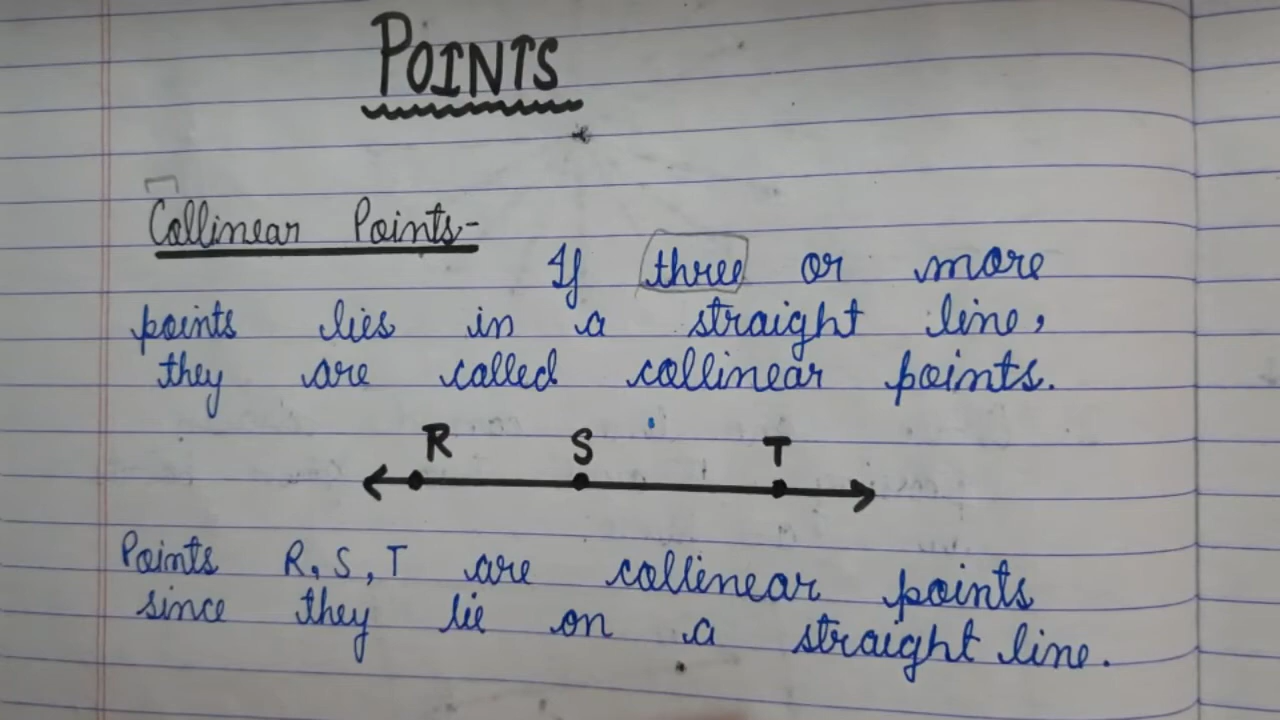 POINTS
Collinear Points-
If three or more
points lies in a straight line,
they are called collinear points.
R S T
Points R, S, T are collenear points
since they lie on a straight line.